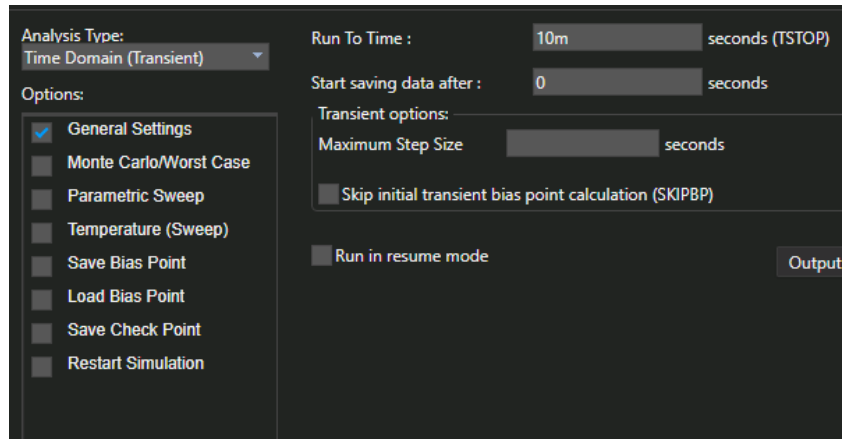 Analysis Type:
Time Domain (Transient)
Options:
General Settings
Monte Carlo/Worst Case
Parametric Sweep
Temperature (Sweep)
Save Bias Point
Load Bias Point
Save Check Point
Restart Simulation
Run To Time : 10m seconds (TSTOP)
Start saving data after : 0 seconds
Transient options:
Maximum Step Size seconds
Skip initial transient bias point calculation (SKIPBP)
Run in resume mode
Output